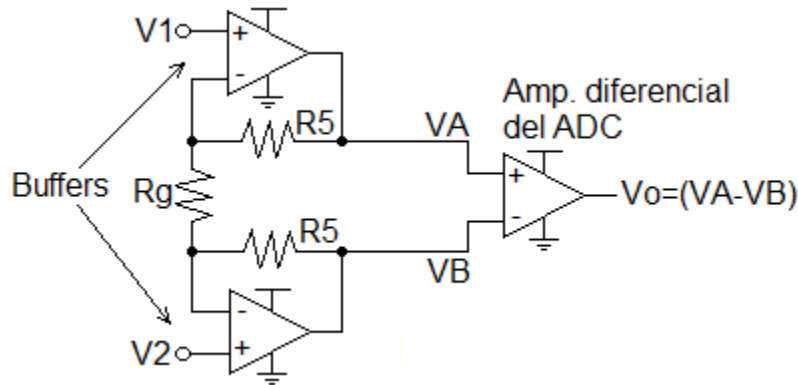 V1
+
-
R5
VA
Amp. diferencial
del ADC
Buffers
Rg
+
-
Vo=(VA-VB)
R5
VB
-
+
V2